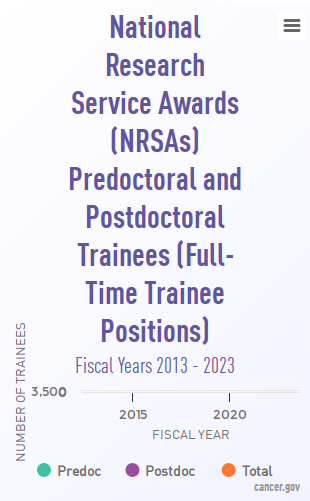 National
Research
Service Awards
(NRSAs)
Predoctoral and
Postdoctoral
Trainees (Full-
Time Trainee
Positions)
Fiscal Years 2013 - 2023
NUMBER OF TRAINEES
3,500
2015 2020
FISCAL YEAR
Predoc Postdoc Total
cancer.gov